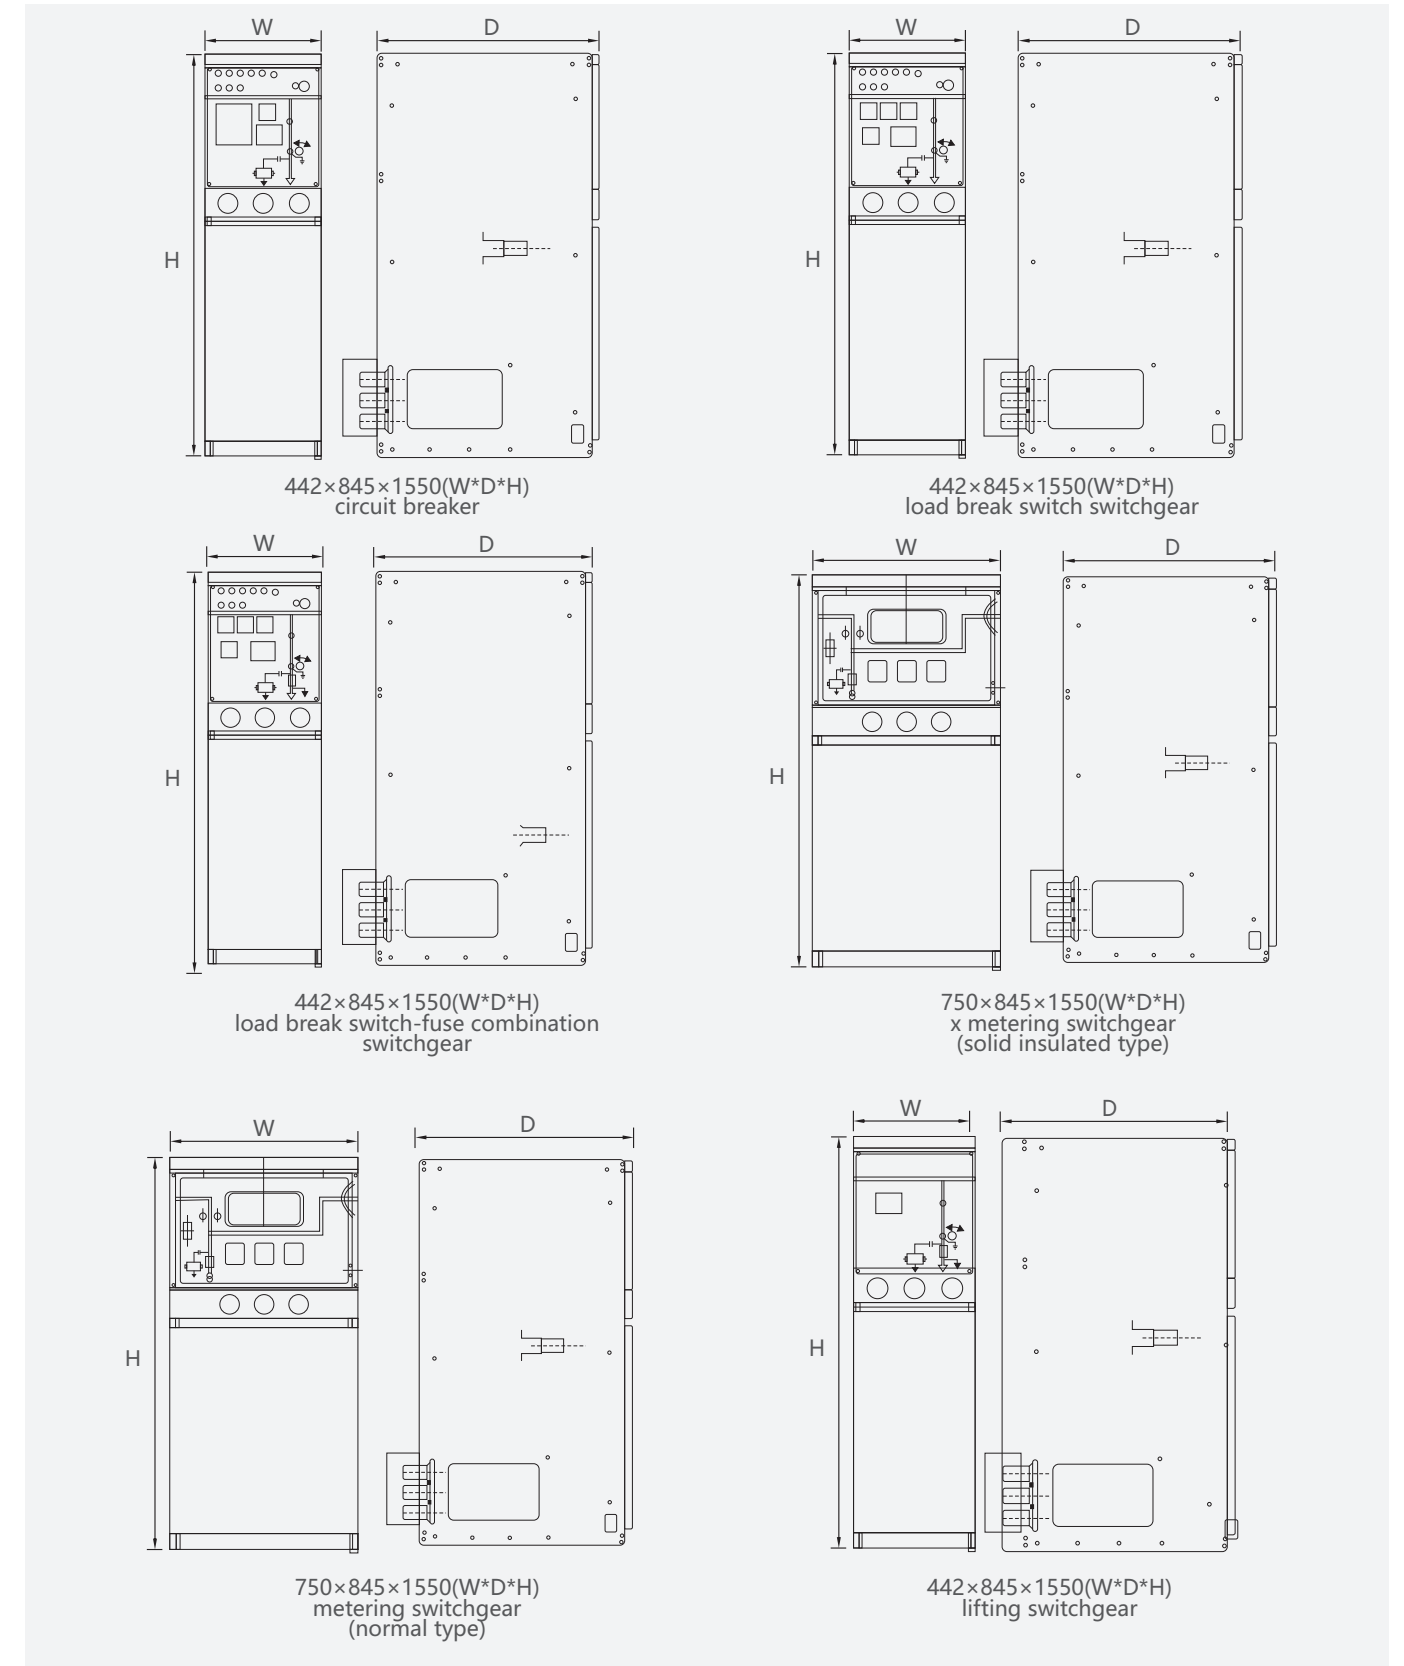 W
D
H
442×845×1550(W*D*H)
circuit breaker
W
D
H
442×845×1550(W*D*H)
load break switch switchgear
W
D
H
442×845×1550(W*D*H)
load break switch-fuse combination
switchgear
W
D
H
750×845×1550(W*D*H)
x metering switchgear
(solid insulated type)
W
D
H
750×845×1550(W*D*H)
metering switchgear
(normal type)
W
D
H
442×845×1550(W*D*H)
lifting switchgear